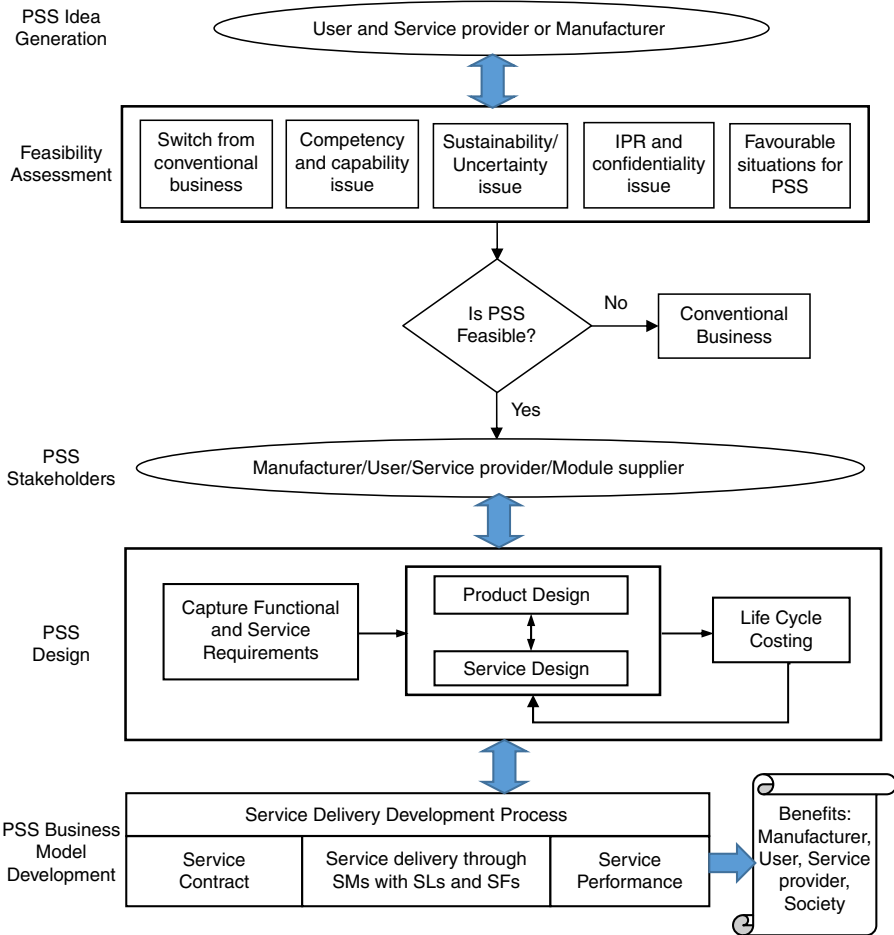 PSS Idea
Generation
User and Service provider or Manufacturer
Feasibility
Assessment
Switch from
conventional
business
Competency
and capability
issue
Sustainability/
Uncertainty
issue
IPR and
confidentiality
issue
Favourable
situations for
PSS
Is PSS
Feasible?
No
Conventional
Business
Yes
PSS
Stakeholders
Manufacturer/User/Service provider/Module supplier
PSS
Design
Capture Functional
and Service
Requirements
Product Design
Service Design
Life Cycle
Costing
PSS Business
Model
Development
Service Delivery Development Process
Service
Contract
Service delivery through
SMs with SLs and SFs
Service
Performance
Benefits:
Manufacturer,
User, Service
provider,
Society